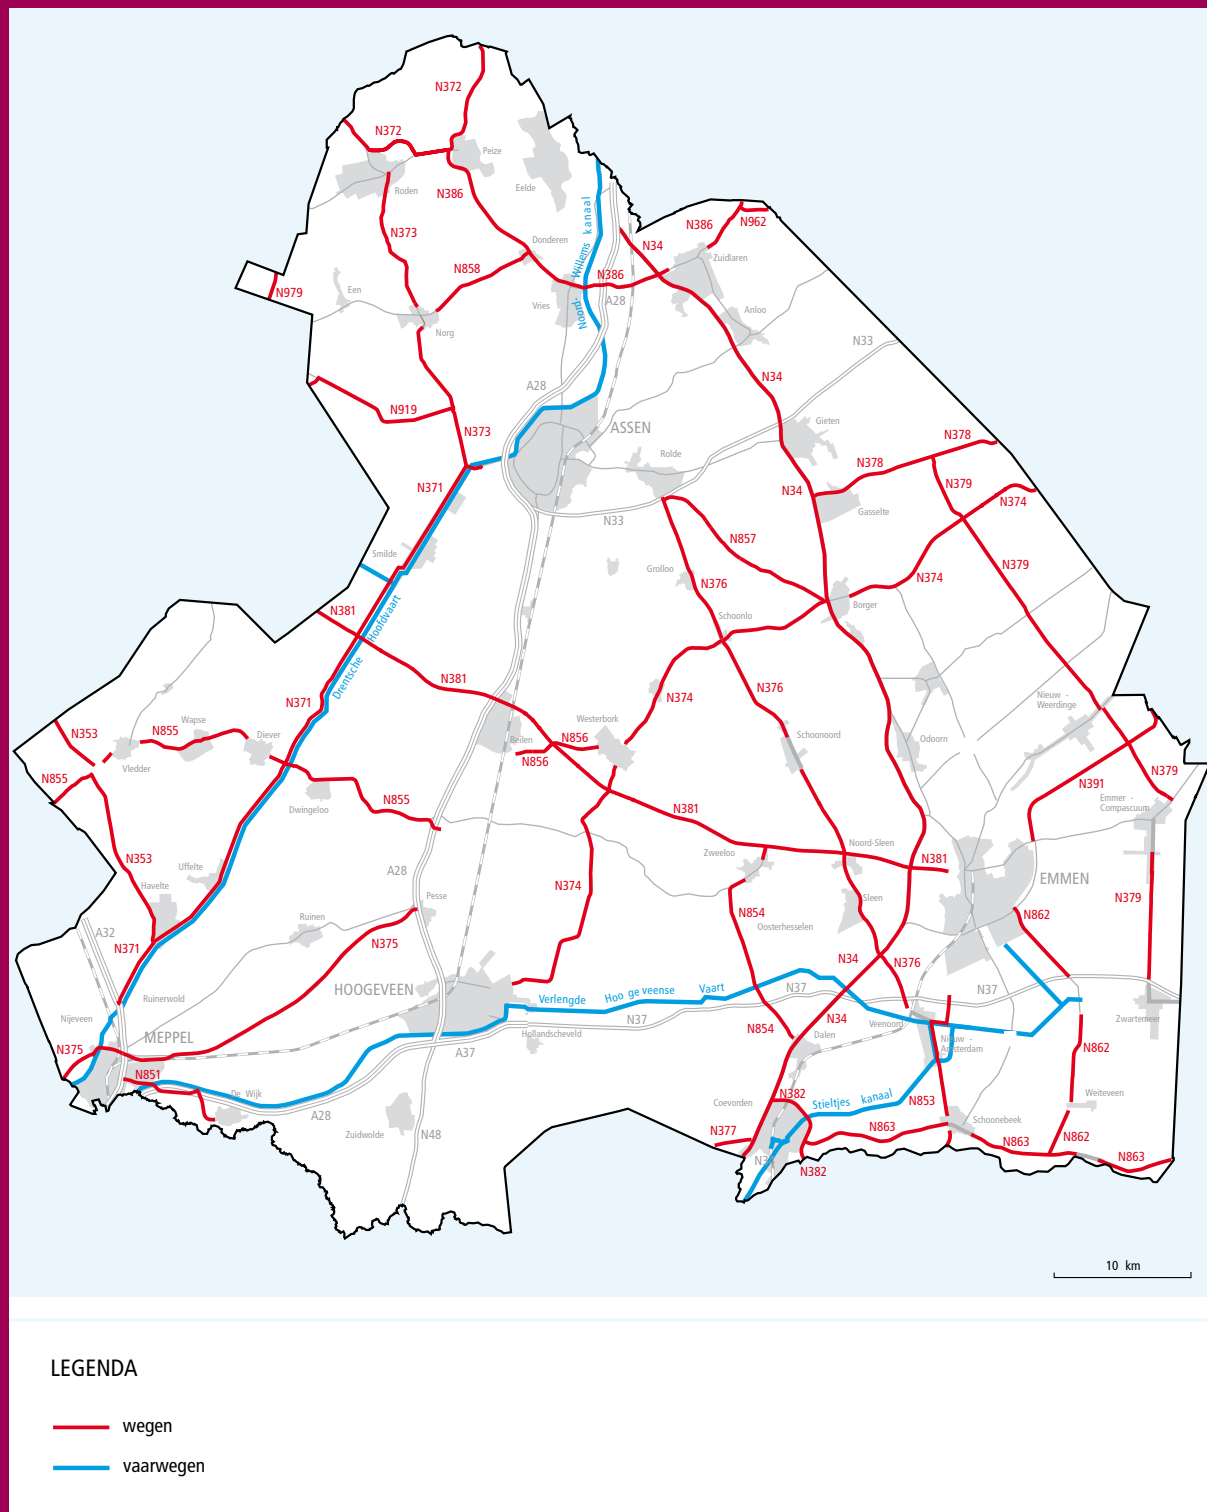 N372
N372
Peize
Eelde
Roden
N386
N373
Donderen
N858
N979
Een
Norg
Vries
Noord-
Willems kanaal
N386
A28
N34
N386
N962
Zuidlaren
Anloo
N33
N34
A28
N919
N373
ASSEN
Rolde
Gieten
N378
N378
N379
N374
N34
Gasselte
N371
N33
N857
Smilde
Grolloo
N376
N374
N379
Borger
Schoonlo
N381
Drentsche Hoofdvaart
N381
N376
N374
N371
Wapse
N353
N855
Diever
Vledder
N855
Westerbork
Beilen
N856
N856
Schoonoord
Odoorn
Nieuw -
Weerdinge
N379
N391
Emmer -
Compascuum
Dwingeloo
N855
N381
Zweeloo
Noord-Sleen
N381
EMMEN
N353
Uffelte
Havelte
A28
Pesse
N374
Sleen
N862
N379
N854
Oosterhesselen
Ruinen
N375
A32
N371
N34
N376
HOOGEVEEN
Verlengde
Hoo ge veense
Vaart
N37
N37
Ruinerwold
Nijeveen
MEPPEL
N37
Hollandscheveld
N34
N854
Dalen
Veenoord
Nieuw -
Amsterdam
Zwartemeer
N375
A37
N862
N851
De Wijk
A28
Zuidwolde
N48
Coevorden
N382
Stieltjes kanaal
N853
Weiteveen
Schoonebeek
N377
N863
N863
N862
N863
N382
10 km
LEGENDA
wegen
vaarwegen